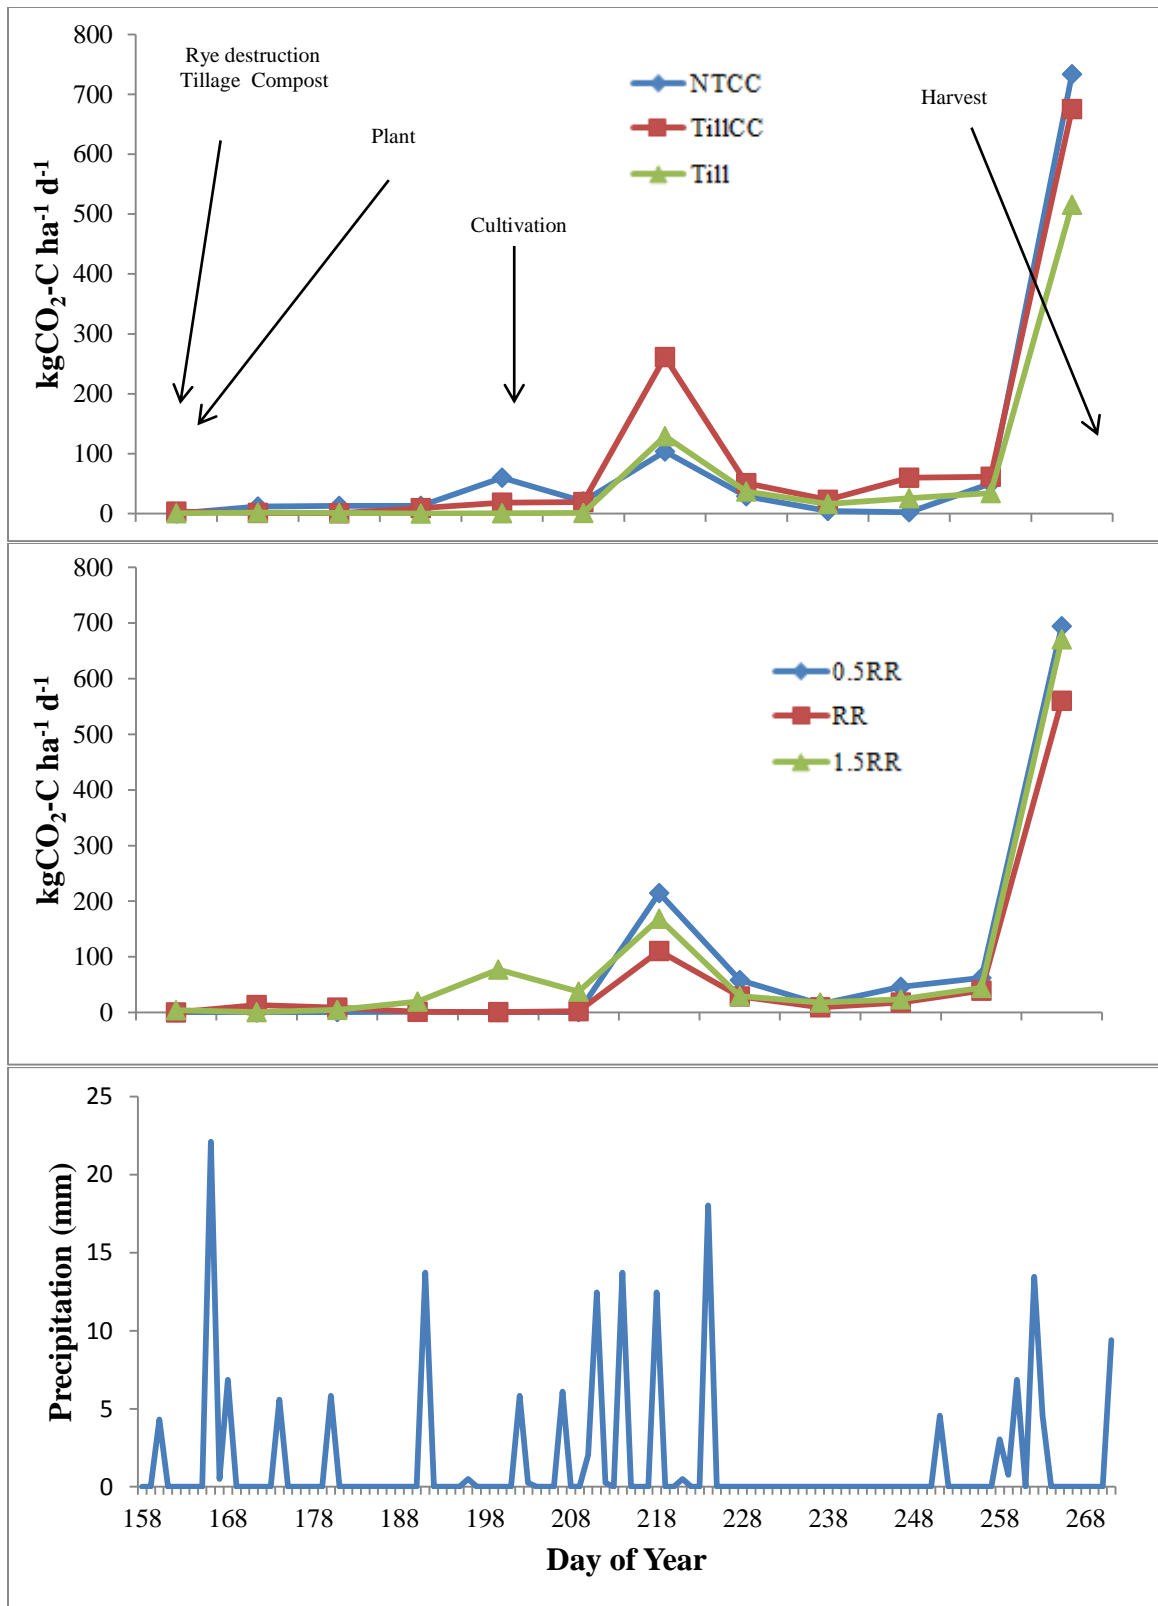 800
700
600
500
400
300
200
100
0
kgCO₂-C ha⁻¹ d⁻¹
Rye destruction
Tillage Compost
Plant
Cultivation
Harvest
NTCC
TillCC
Till
800
700
600
500
400
300
200
100
0
kgCO₂-C ha⁻¹ d⁻¹
0.5RR
RR
1.5RR
25
20
15
10
5
0
Precipitation (mm)
158 168 178 188 198 208 218 228 238 248 258 268
Day of Year